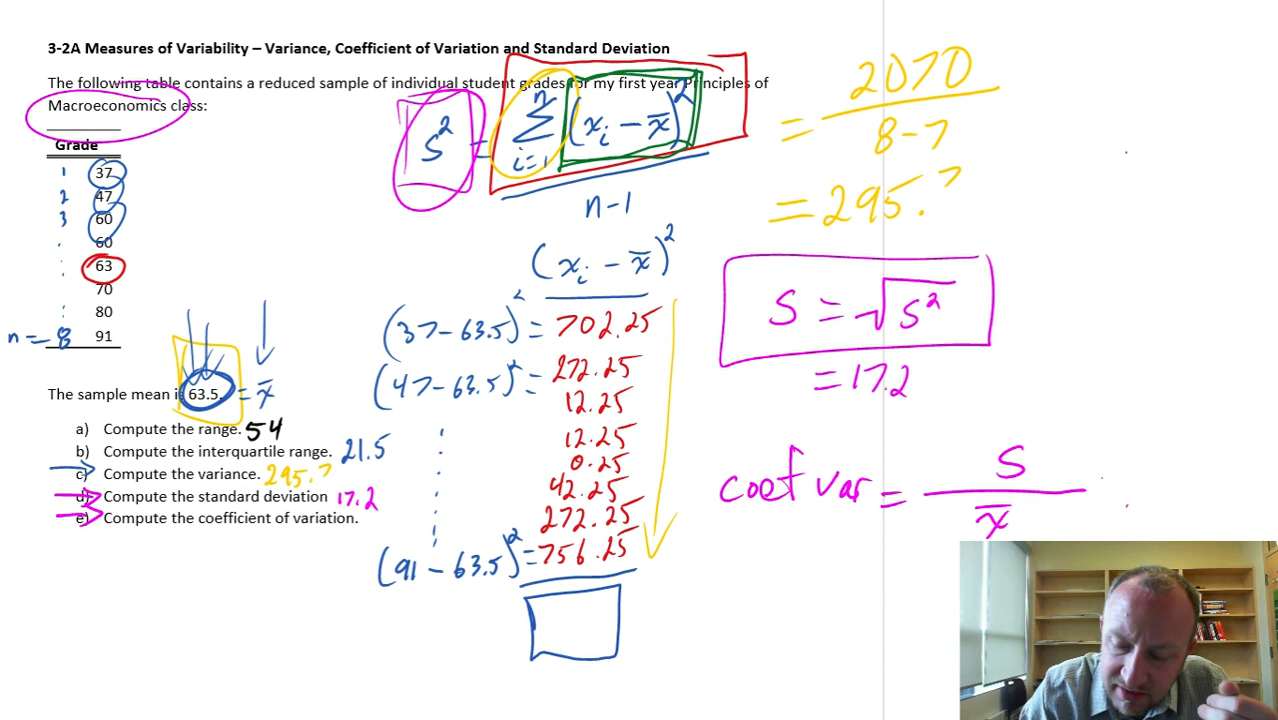 3-2A Measures of Variability – Variance, Coefficient of Variation and Standard Deviation
The following table contains a reduced sample of individual student grades for my first year Principles of
Macroeconomics class:
Grade
1 37
2 47
3 60
. 60
: 63
70
: 80
n = 8 91
The sample mean is 63.5. = x̄
a) Compute the range. 54
b) Compute the interquartile range. 21.5
c) Compute the variance. 295.7
d) Compute the standard deviation 17.2
e) Compute the coefficient of variation.
s² = Σ (xᵢ – x̄)²
n
i=1
n-1
(xᵢ – x̄)²
(37-63.5)² = 702.25
(47-63.5)² = 272.25
12.25
12.25
0.25
42.25
272.25
(91 – 63.5)² = 756.25
= 2070
8-7
= 295.7
S = √S²
= 17.2
coef var = S
x̄